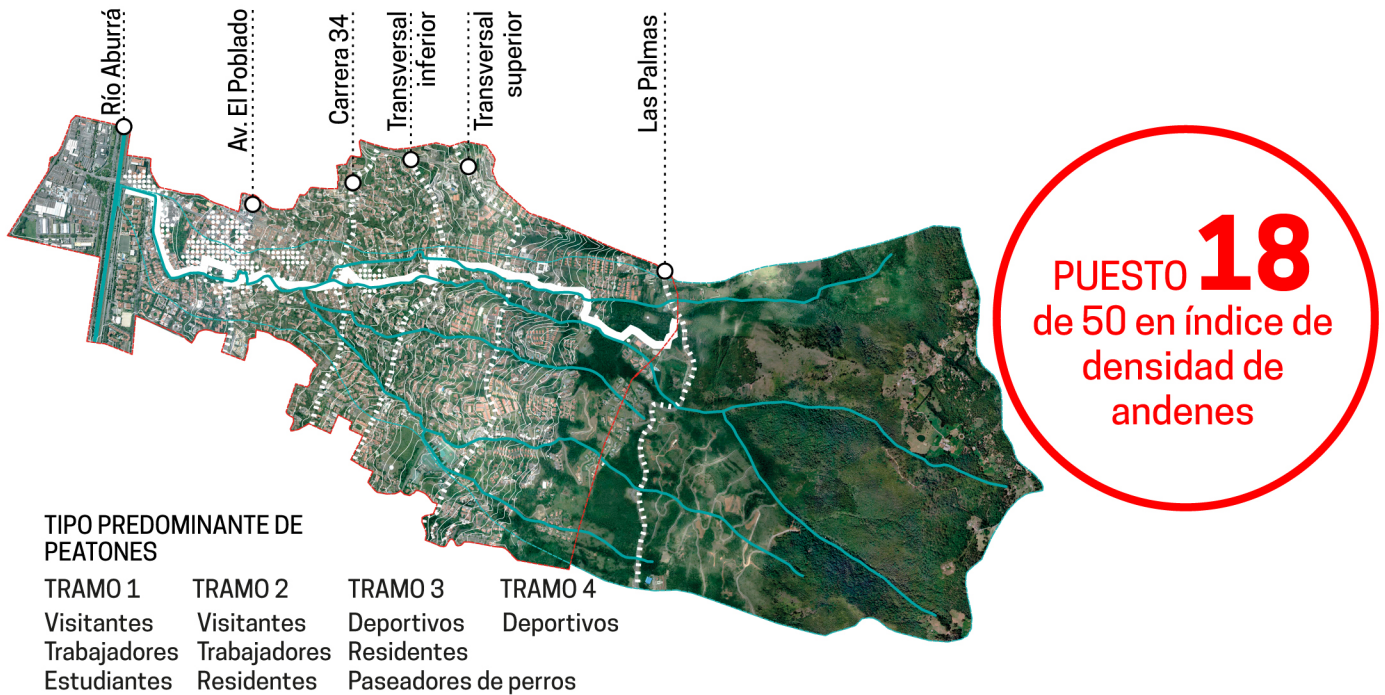 Río Aburrá
Av. El Poblado
Carrera 34
Transversal
inferior
Transversal
superior
Las Palmas
PUESTO 18
de 50 en índice de
densidad de
andenes
TIPO PREDOMINANTE DE
PEATONES
TRAMO 1
Visitantes
Trabajadores
Estudiantes
TRAMO 2
Visitantes
Trabajadores
Residentes
TRAMO 3
Deportivos
Residentes
Paseadores de perros
TRAMO 4
Deportivos